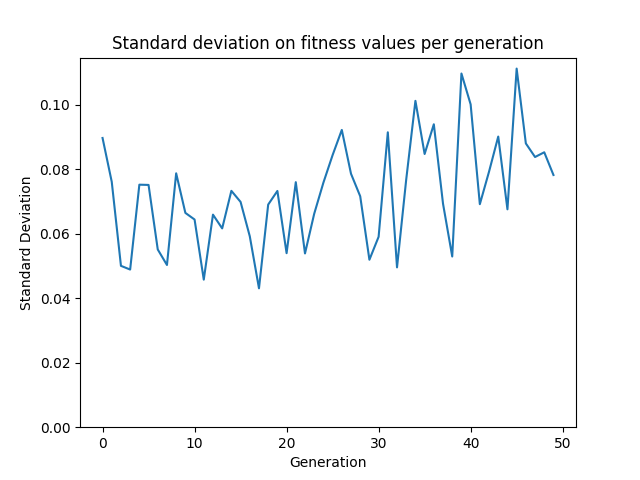 Standard deviation on fitness values per generation
0.10
0.08
0.06
0.04
0.02
0.00
Standard Deviation
0 10 20 30 40 50
Generation